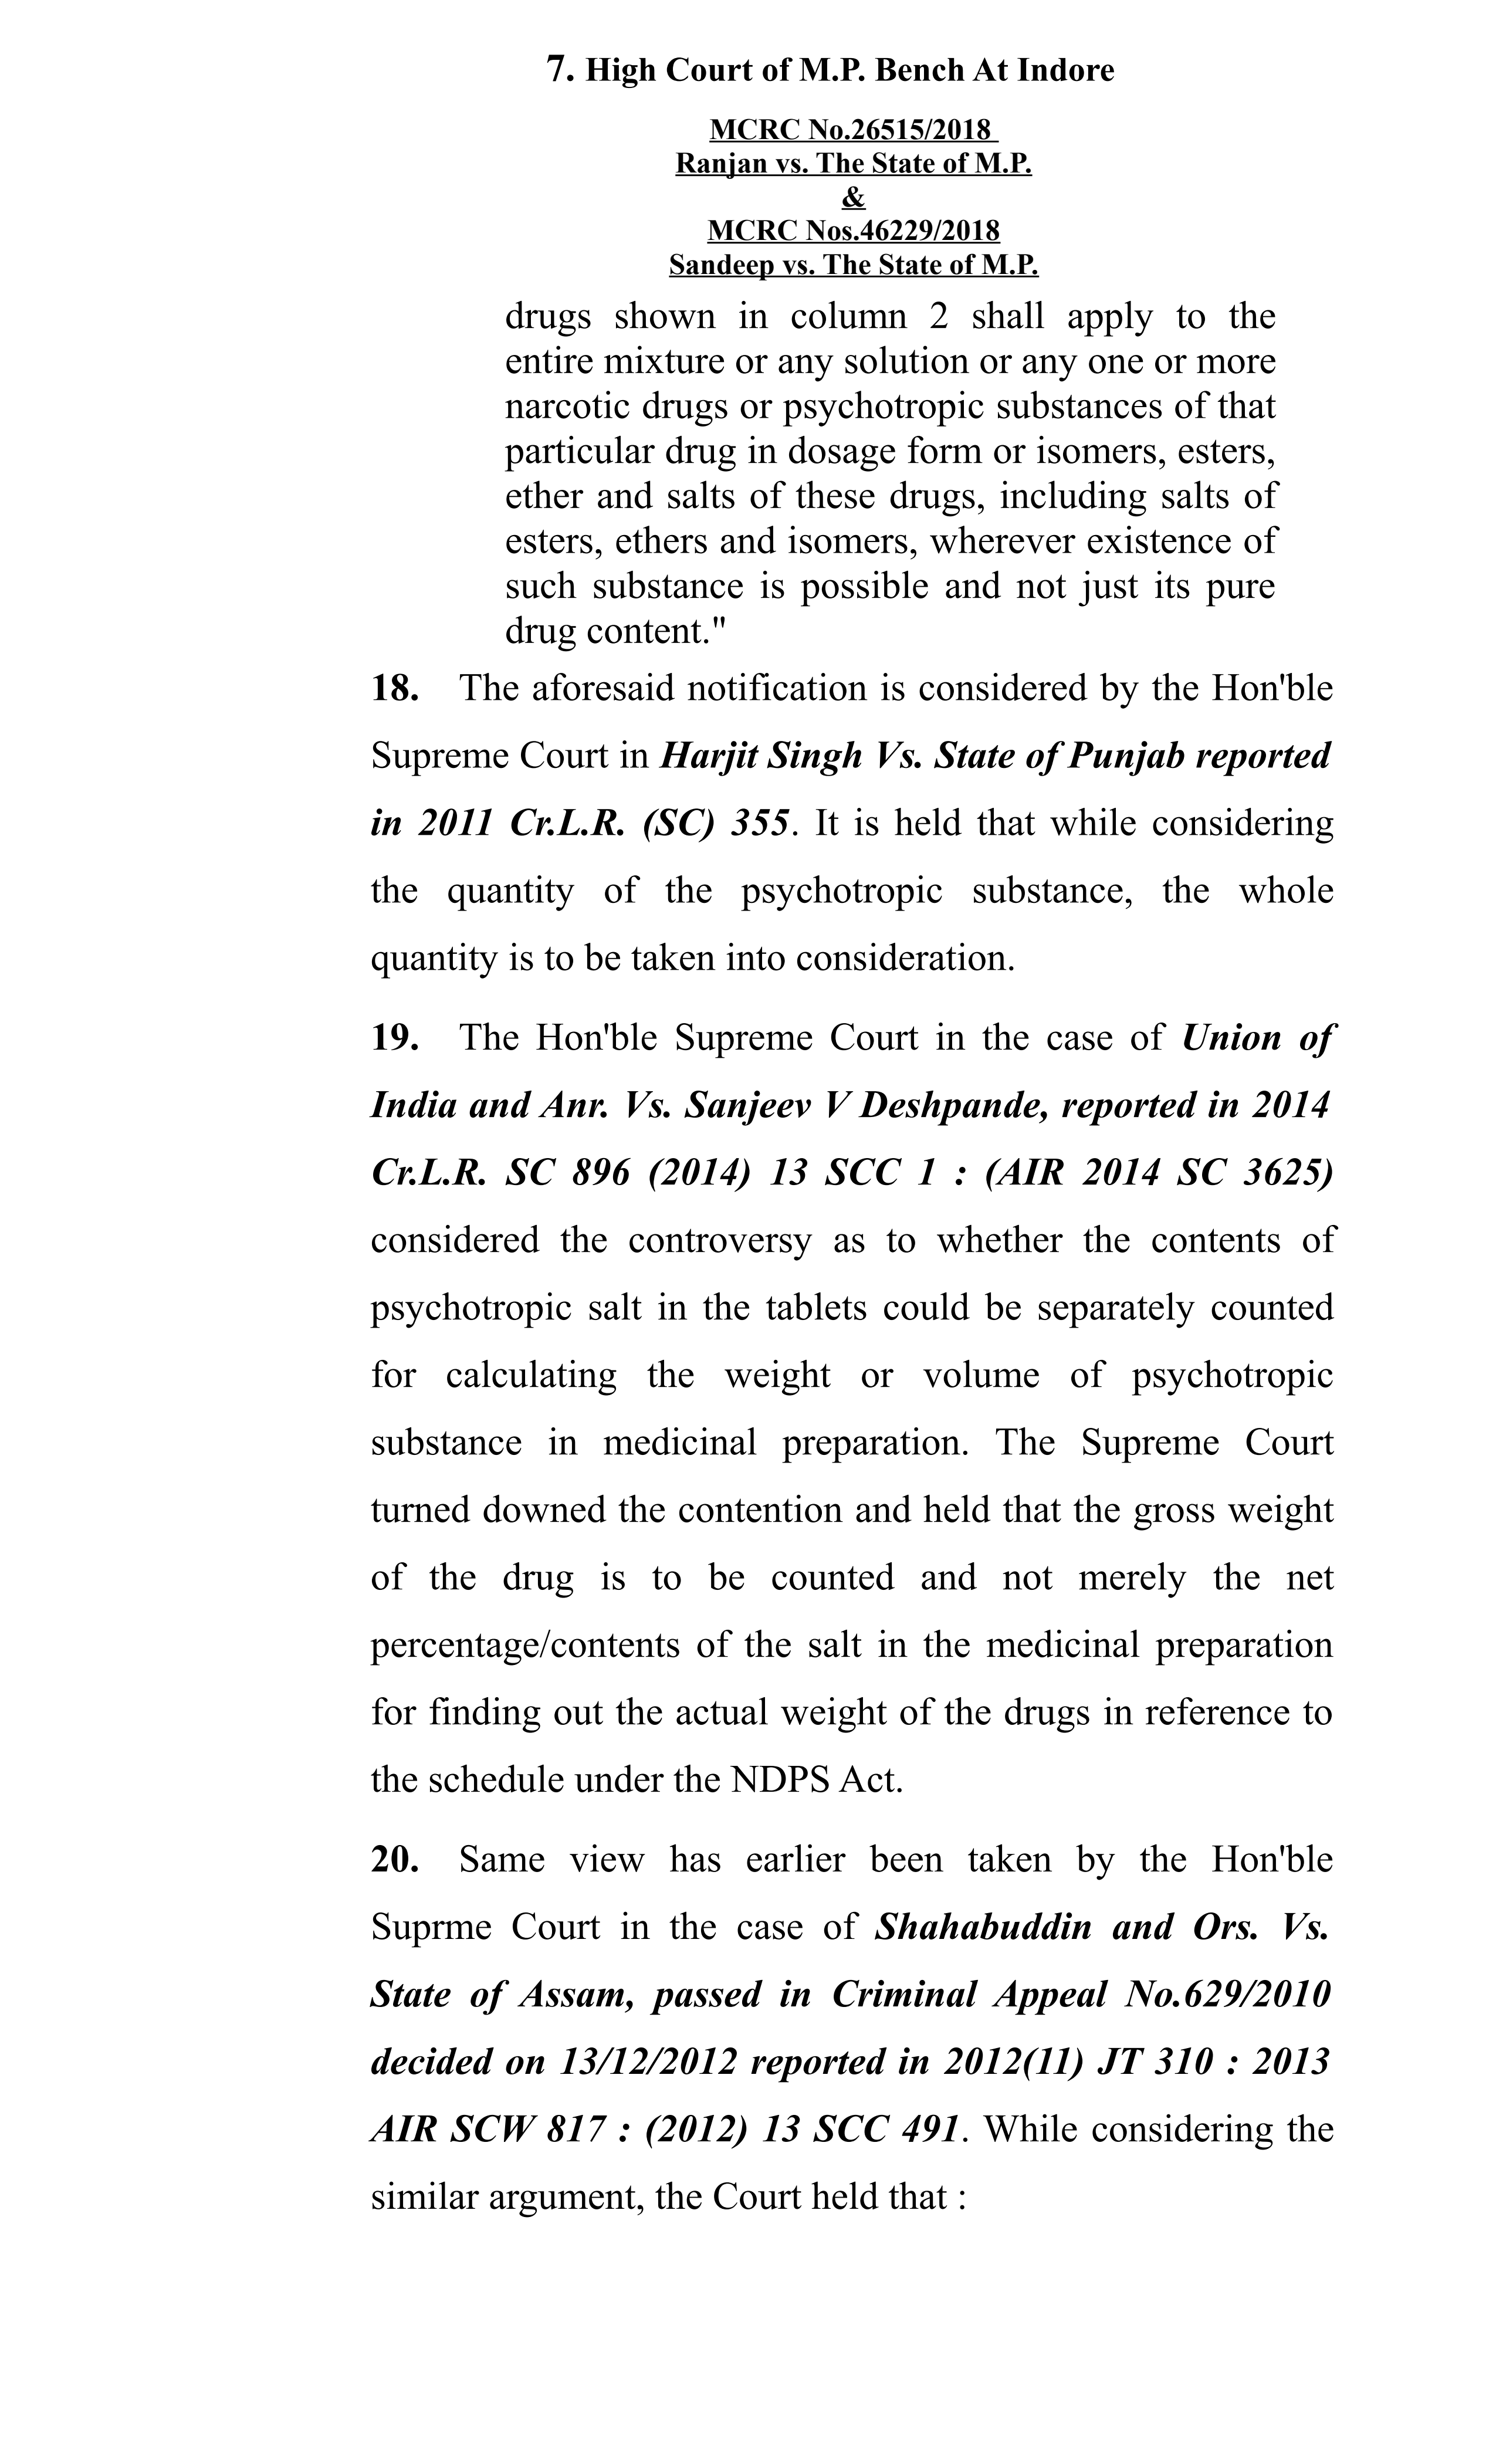 7. High Court of M.P. Bench At Indore
MCRC No.26515/2018
Ranjan vs. The State of M.P.
&
MCRC Nos.46229/2018
Sandeep vs. The State of M.P.
drugs shown in column 2 shall apply to the
entire mixture or any solution or any one or more
narcotic drugs or psychotropic substances of that
particular drug in dosage form or isomers, esters,
ether and salts of these drugs, including salts of
esters, ethers and isomers, wherever existence of
such substance is possible and not just its pure
drug content."
18. The aforesaid notification is considered by the Hon'ble
Supreme Court in Harjit Singh Vs. State of Punjab reported
in 2011 Cr.L.R. (SC) 355. It is held that while considering
the quantity of the psychotropic substance, the whole
quantity is to be taken into consideration.
19. The Hon'ble Supreme Court in the case of Union of
India and Anr. Vs. Sanjeev V Deshpande, reported in 2014
Cr.L.R. SC 896 (2014) 13 SCC 1 : (AIR 2014 SC 3625)
considered the controversy as to whether the contents of
psychotropic salt in the tablets could be separately counted
for calculating the weight or volume of psychotropic
substance in medicinal preparation. The Supreme Court
turned downed the contention and held that the gross weight
of the drug is to be counted and not merely the net
percentage/contents of the salt in the medicinal preparation
for finding out the actual weight of the drugs in reference to
the schedule under the NDPS Act.
20. Same view has earlier been taken by the Hon'ble
Suprme Court in the case of Shahabuddin and Ors. Vs.
State of Assam, passed in Criminal Appeal No.629/2010
decided on 13/12/2012 reported in 2012(11) JT 310 : 2013
AIR SCW 817 : (2012) 13 SCC 491. While considering the
similar argument, the Court held that :